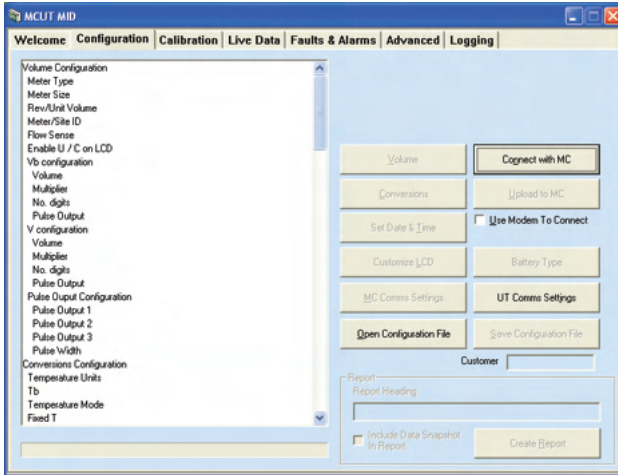 MCUT MID
Welcome Configuration Calibration Live Data Faults & Alarms Advanced Logging
Volume Configuration
Meter Type
Meter Size
Rev/Unit Volume
Meter/Site ID
Flow Sense
Enable U / C on LCD
Vb configuration
Volume
Multiplier
No. digits
Pulse Output
V configuration
Volume
Multiplier
No. digits
Pulse Output
Pulse Ouput Configuration
Pulse Output 1
Pulse Output 2
Pulse Output 3
Pulse Width
Conversions Configuration
Temperature Units
Tb
Temperature Mode
Fixed T
Volume
Connect with MC
Conversions
Upload to MC
Set Date & Time
Use Modem To Connect
Customize LCD
Battery Type
MC Comms Settings
UT Comms Settings
Open Configuration File
Save Configuration File
Customer
Report
Report Heading
Include Data Snapshot
In Report
Create Report